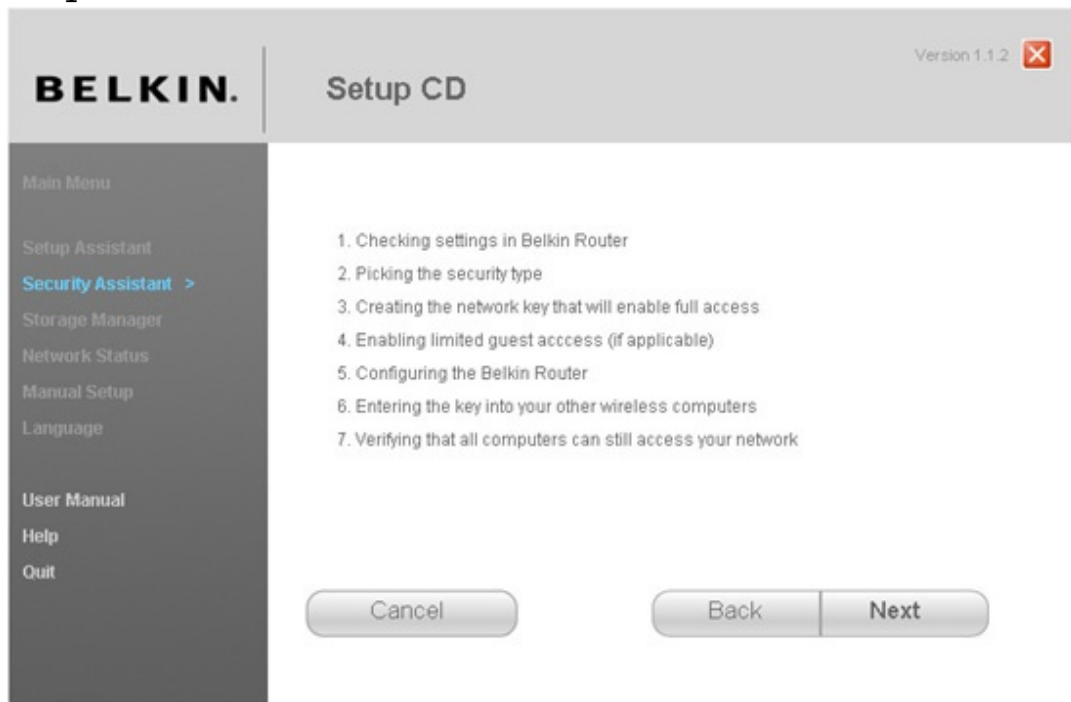 BELKIN.
Setup CD
Version 1.1.2
Main Menu
Setup Assistant
Security Assistant >
Storage Manager
Network Status
Manual Setup
Language
User Manual
Help
Quit
1. Checking settings in Belkin Router
2. Picking the security type
3. Creating the network key that will enable full access
4. Enabling limited guest acccess (if applicable)
5. Configuring the Belkin Router
6. Entering the key into your other wireless computers
7. Verifying that all computers can still access your network
Cancel
Back
Next